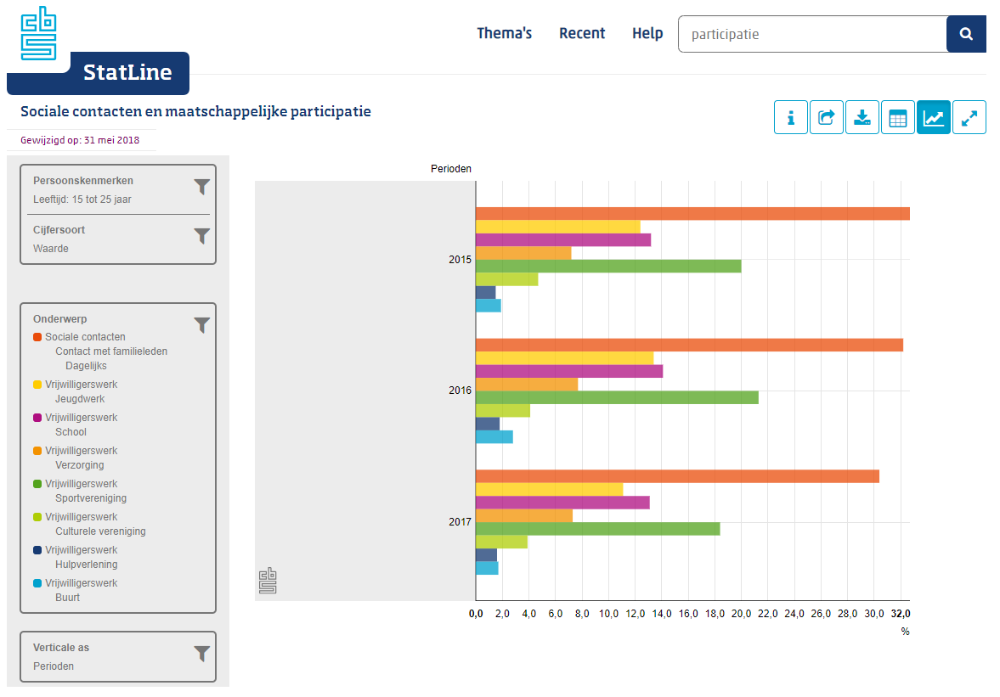 cbs
Thema's Recent Help participatie
StatLine
Sociale contacten en maatschappelijke participatie
Gewijzigd op: 31 mei 2018
Persoonskenmerken
Leeftijd: 15 tot 25 jaar
Cijfersoort
Waarde
Onderwerp
Sociale contacten
Contact met familieleden
Dagelijks
Vrijwilligerswerk
Jeugdwerk
Vrijwilligerswerk
School
Vrijwilligerswerk
Verzorging
Vrijwilligerswerk
Sportvereniging
Vrijwilligerswerk
Culturele vereniging
Vrijwilligerswerk
Hulpverlening
Vrijwilligerswerk
Buurt
Verticale as
Perioden
Perioden
2015
2016
2017
cbs
0,0 2,0 4,0 6,0 8,0 10,0 12,0 14,0 16,0 18,0 20,0 22,0 24,0 26,0 28,0 30,0 32,0
%